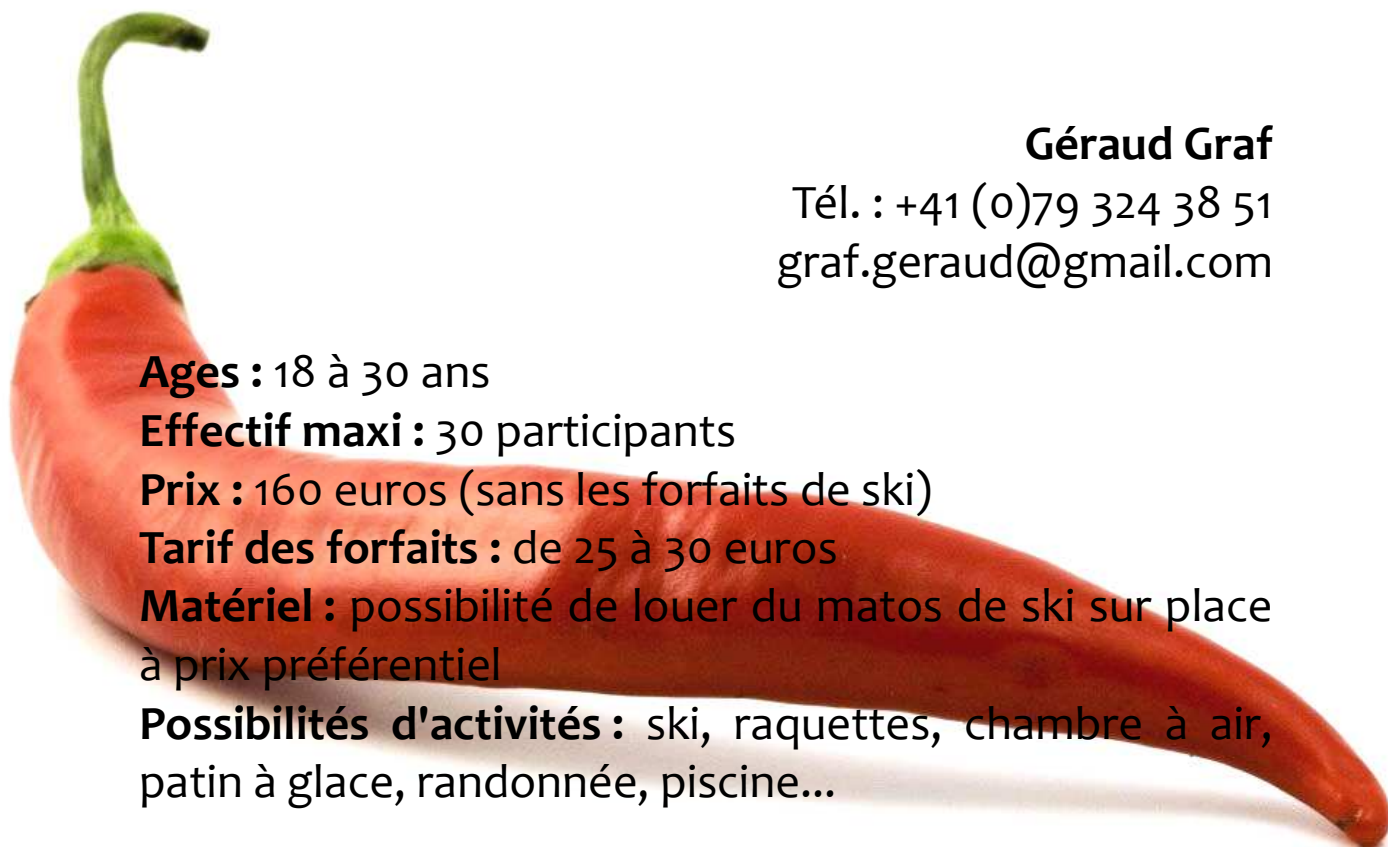 Géraud Graf
Tél. : +41 (0)79 324 38 51
graf.geraud@gmail.com
Ages : 18 à 30 ans
Effectif maxi : 30 participants
Prix : 160 euros (sans les forfaits de ski)
Tarif des forfaits : de 25 à 30 euros
Matériel : possibilité de louer du matos de ski sur place
à prix préférentiel
Possibilités d'activités : ski, raquettes, chambre à air,
patin à glace, randonnée, piscine...